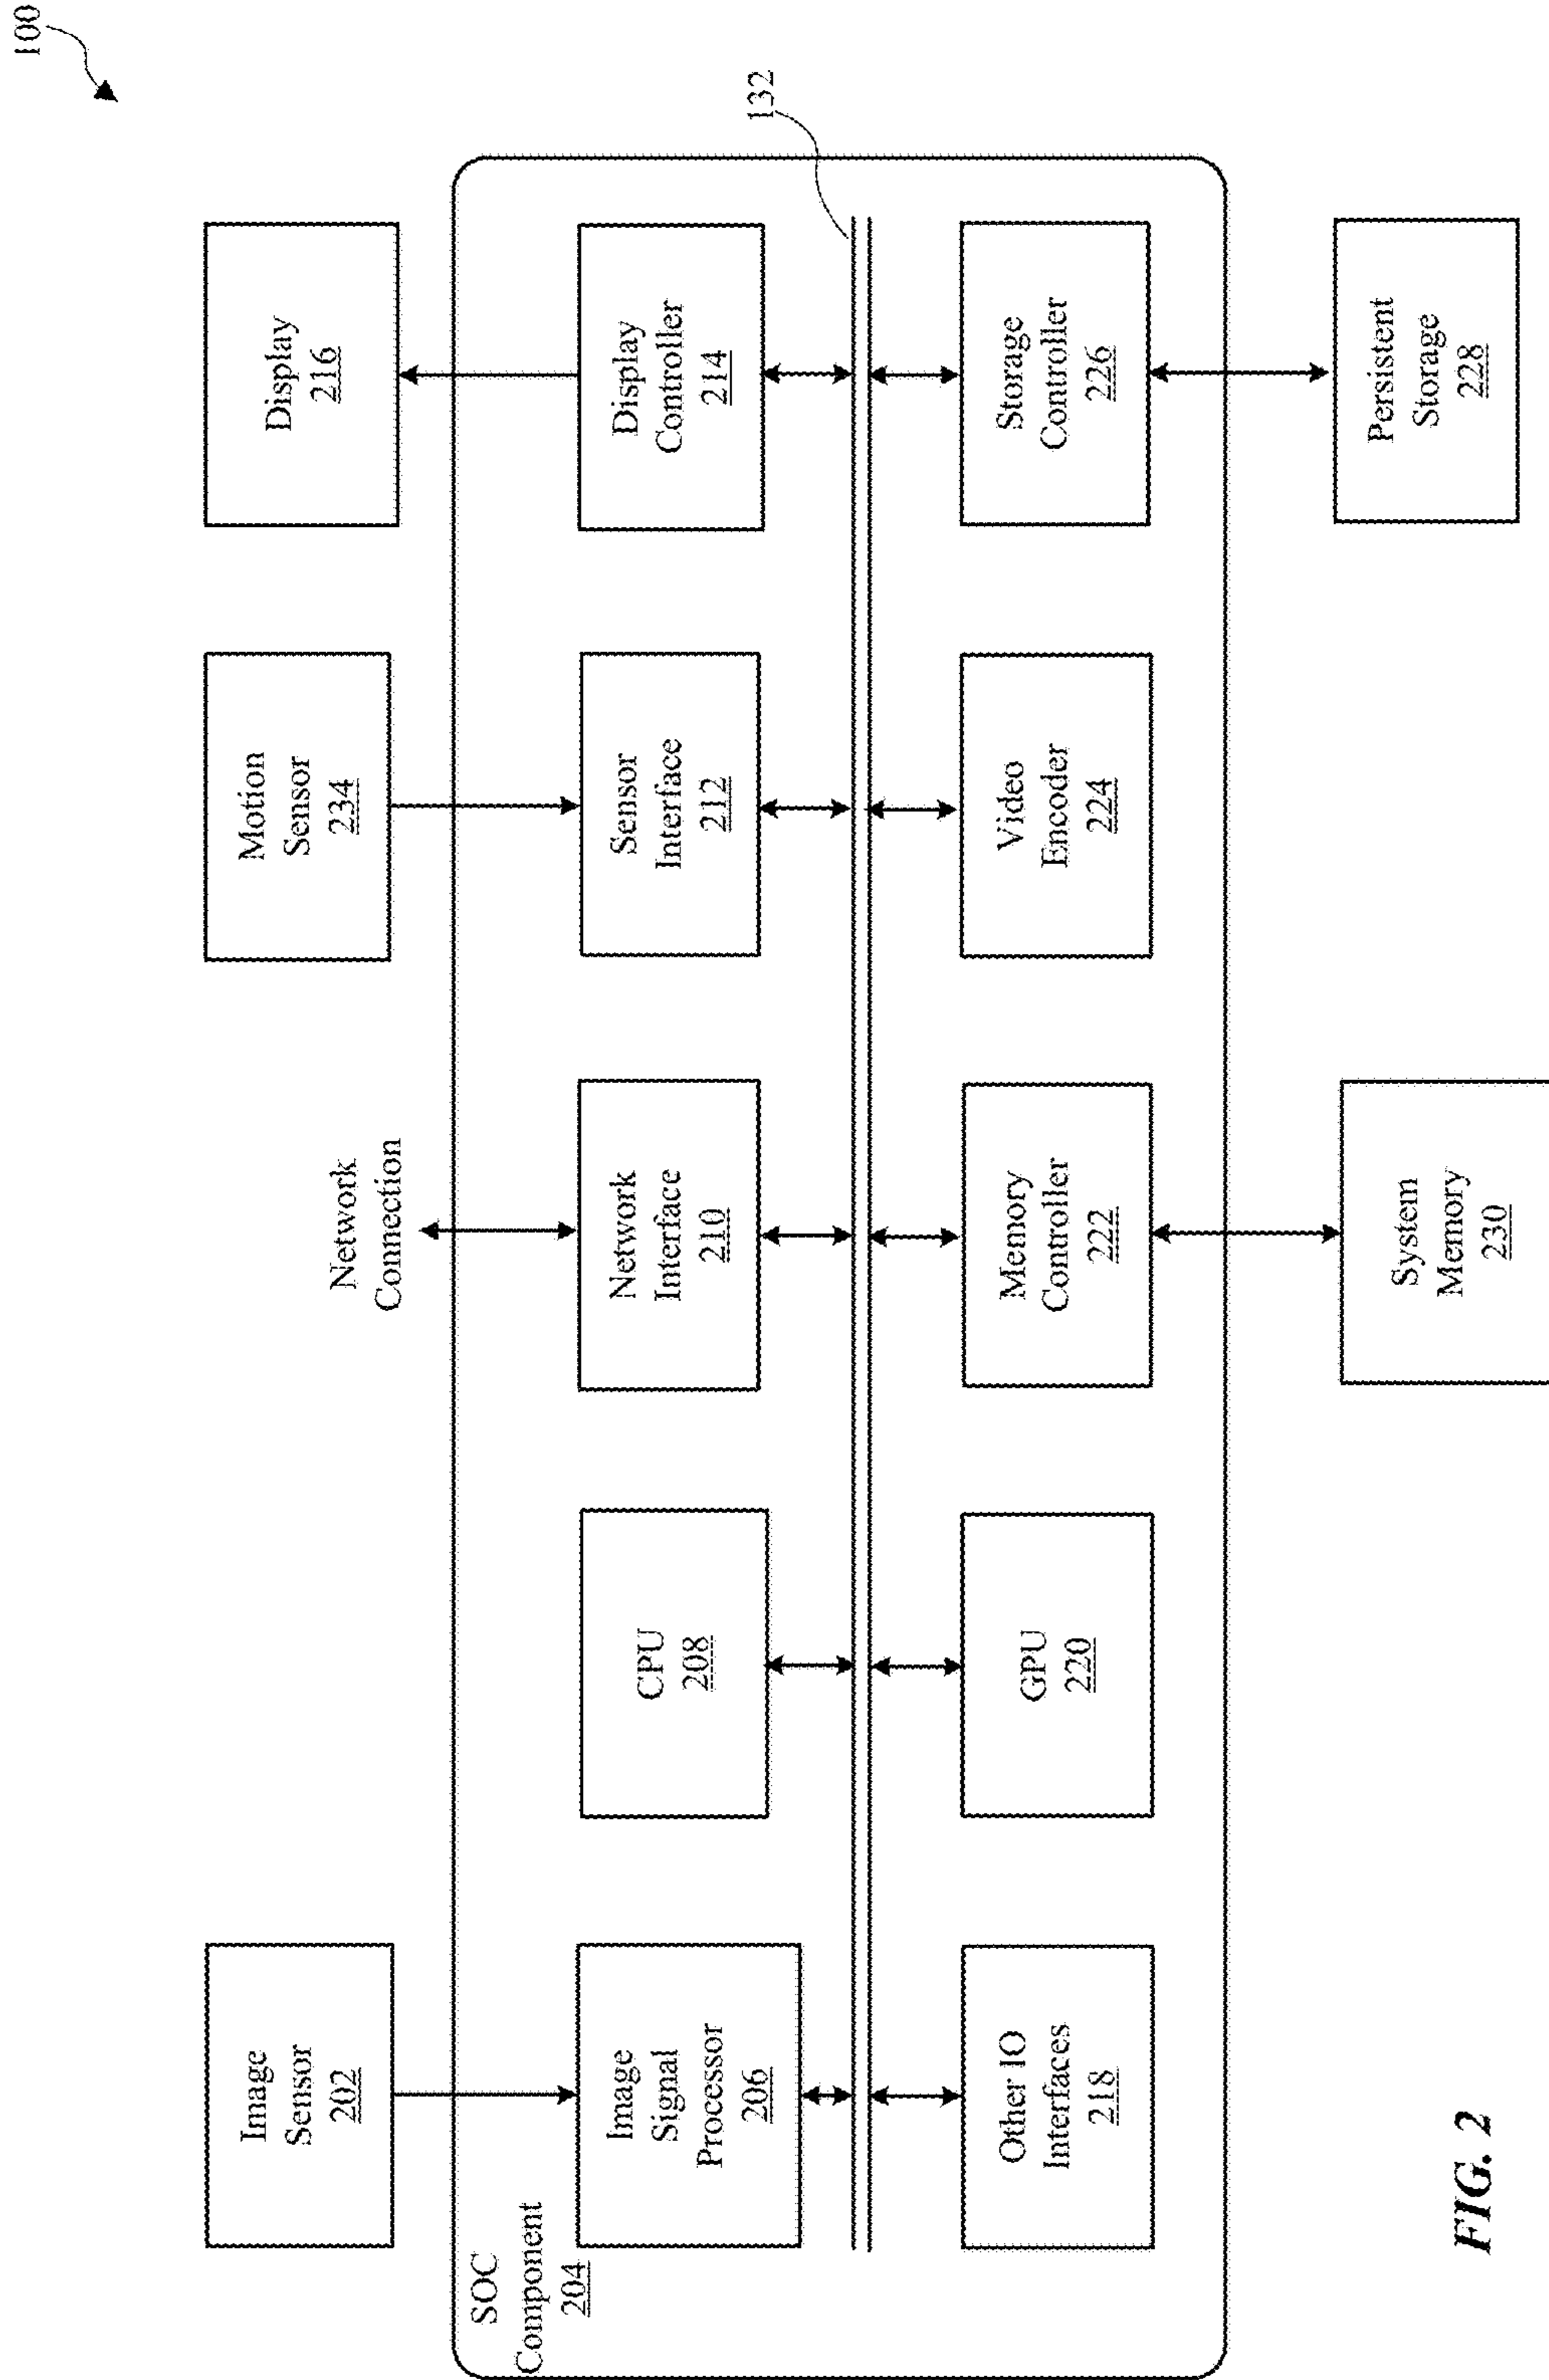 100
Image
Sensor
202
Network
Connection
Motion
Sensor
234
Display
216
SOC
Component
204
Image
Signal
Processor
206
CPU
208
Network
Interface
210
Sensor
Interface
212
Display
Controller
214
132
Other IO
Interfaces
218
GPU
220
Memory
Controller
222
Video
Encoder
224
Storage
Controller
226
System
Memory
230
Persistent
Storage
228
FIG. 2